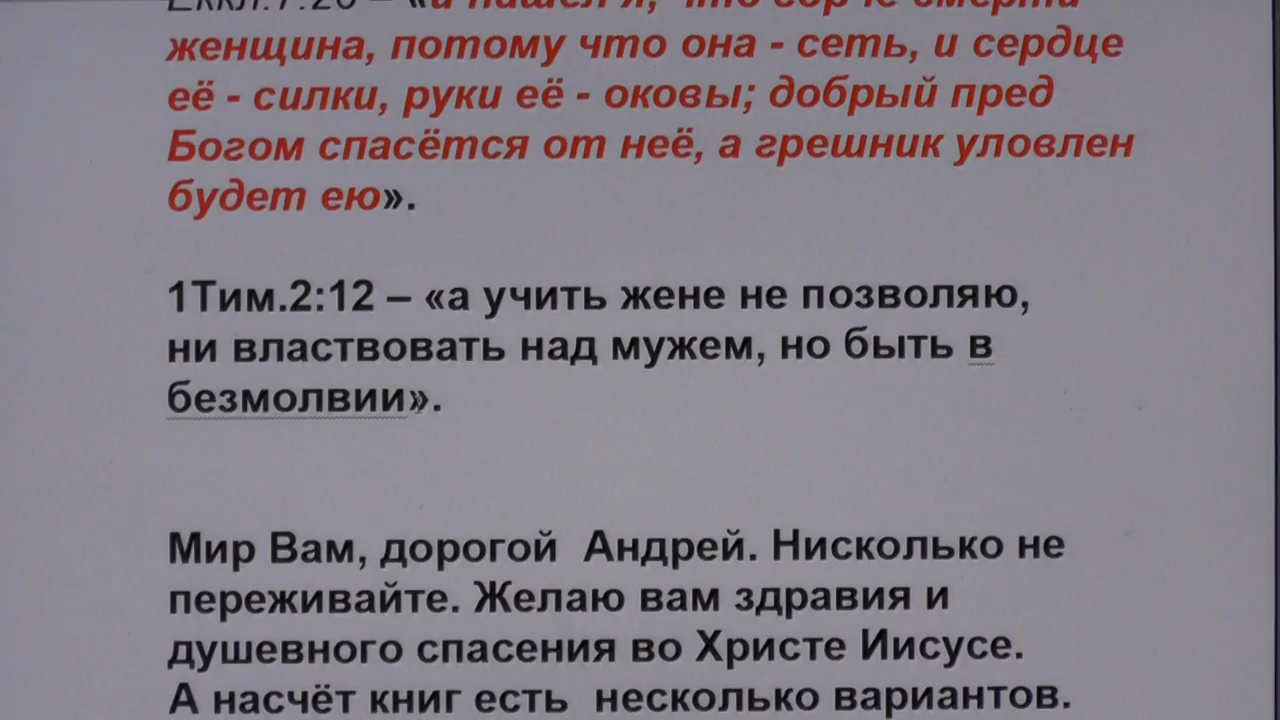 женщина, потому что она - сеть, и сердце
её - силки, руки её - оковы; добрый пред
Богом спасётся от неё, а грешник уловлен
будет ею».
1Тим.2:12 – «а учить жене не позволяю,
ни властвовать над мужем, но быть в
безмолвии».
Мир Вам, дорогой Андрей. Нисколько не
переживайте. Желаю вам здравия и
душевного спасения во Христе Иисусе.
А насчёт книг есть несколько вариантов.